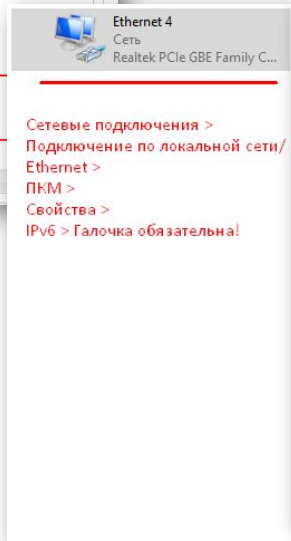 Ethernet 4
Сеть
Realtek PCIe GBE Family C...
Сетевые подключения >
Подключение по локальной сети/
Ethernet >
ПКМ >
Свойства >
IPv6 > Галочка обязательна!